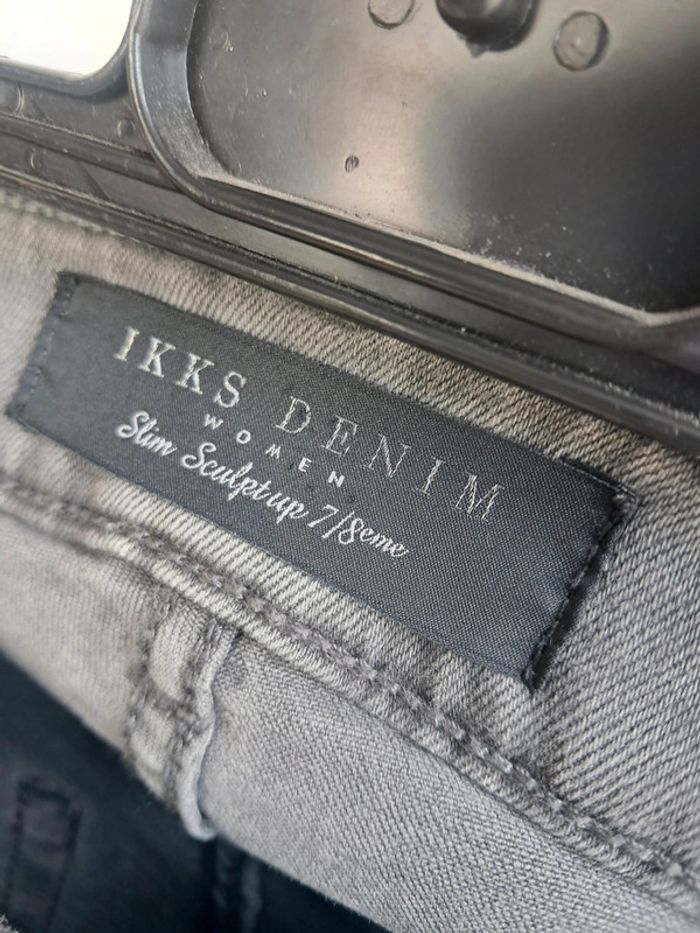 IKKS DENIM
WOMEN
Slim Sculpt up 7/8eme